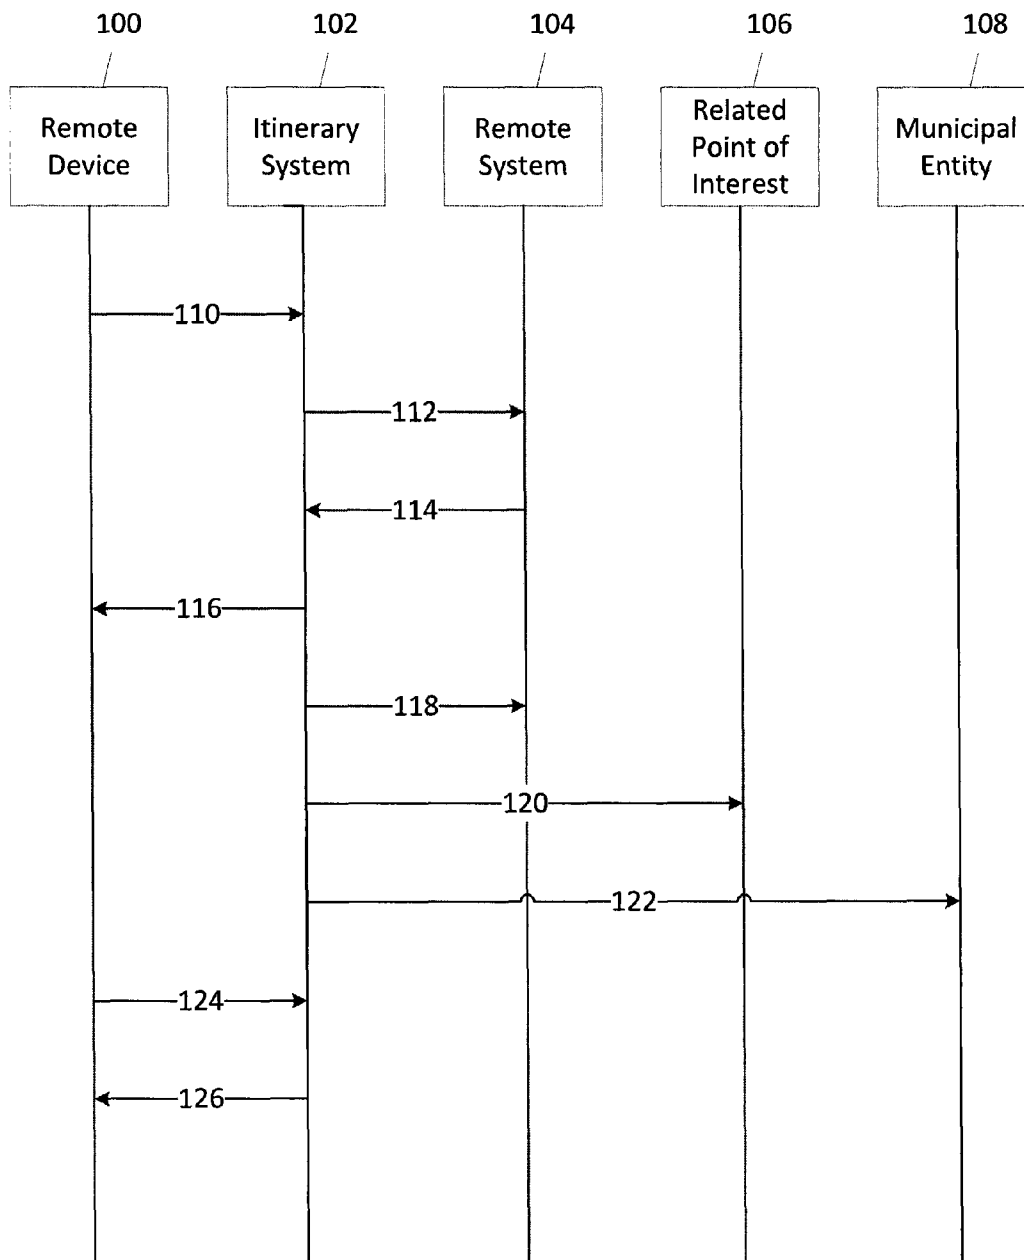 100
102
104
106
108
Remote
Device
Itinerary
System
Remote
System
Related
Point of
Interest
Municipal
Entity
110
112
114
116
118
120
122
124
126